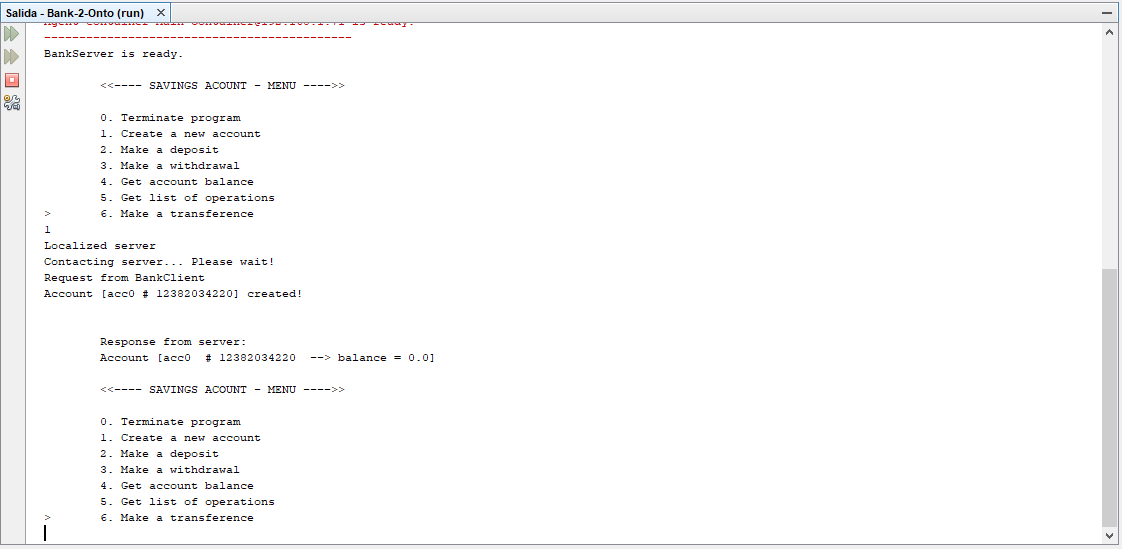 Salida - Bank-2-Onto (run)
is ready.
-------------------------------------------
BankServer is ready.
<<---- SAVINGS ACOUNT - MENU ---->>
0. Terminate program
1. Create a new account
2. Make a deposit
3. Make a withdrawal
4. Get account balance
5. Get list of operations
> 6. Make a transference
1
Localized server
Contacting server... Please wait!
Request from BankClient
Account [acc0 # 12382034220] created!
Response from server:
Account [acc0 # 12382034220 --> balance = 0.0]
<<---- SAVINGS ACOUNT - MENU ---->>
0. Terminate program
1. Create a new account
2. Make a deposit
3. Make a withdrawal
4. Get account balance
5. Get list of operations
> 6. Make a transference